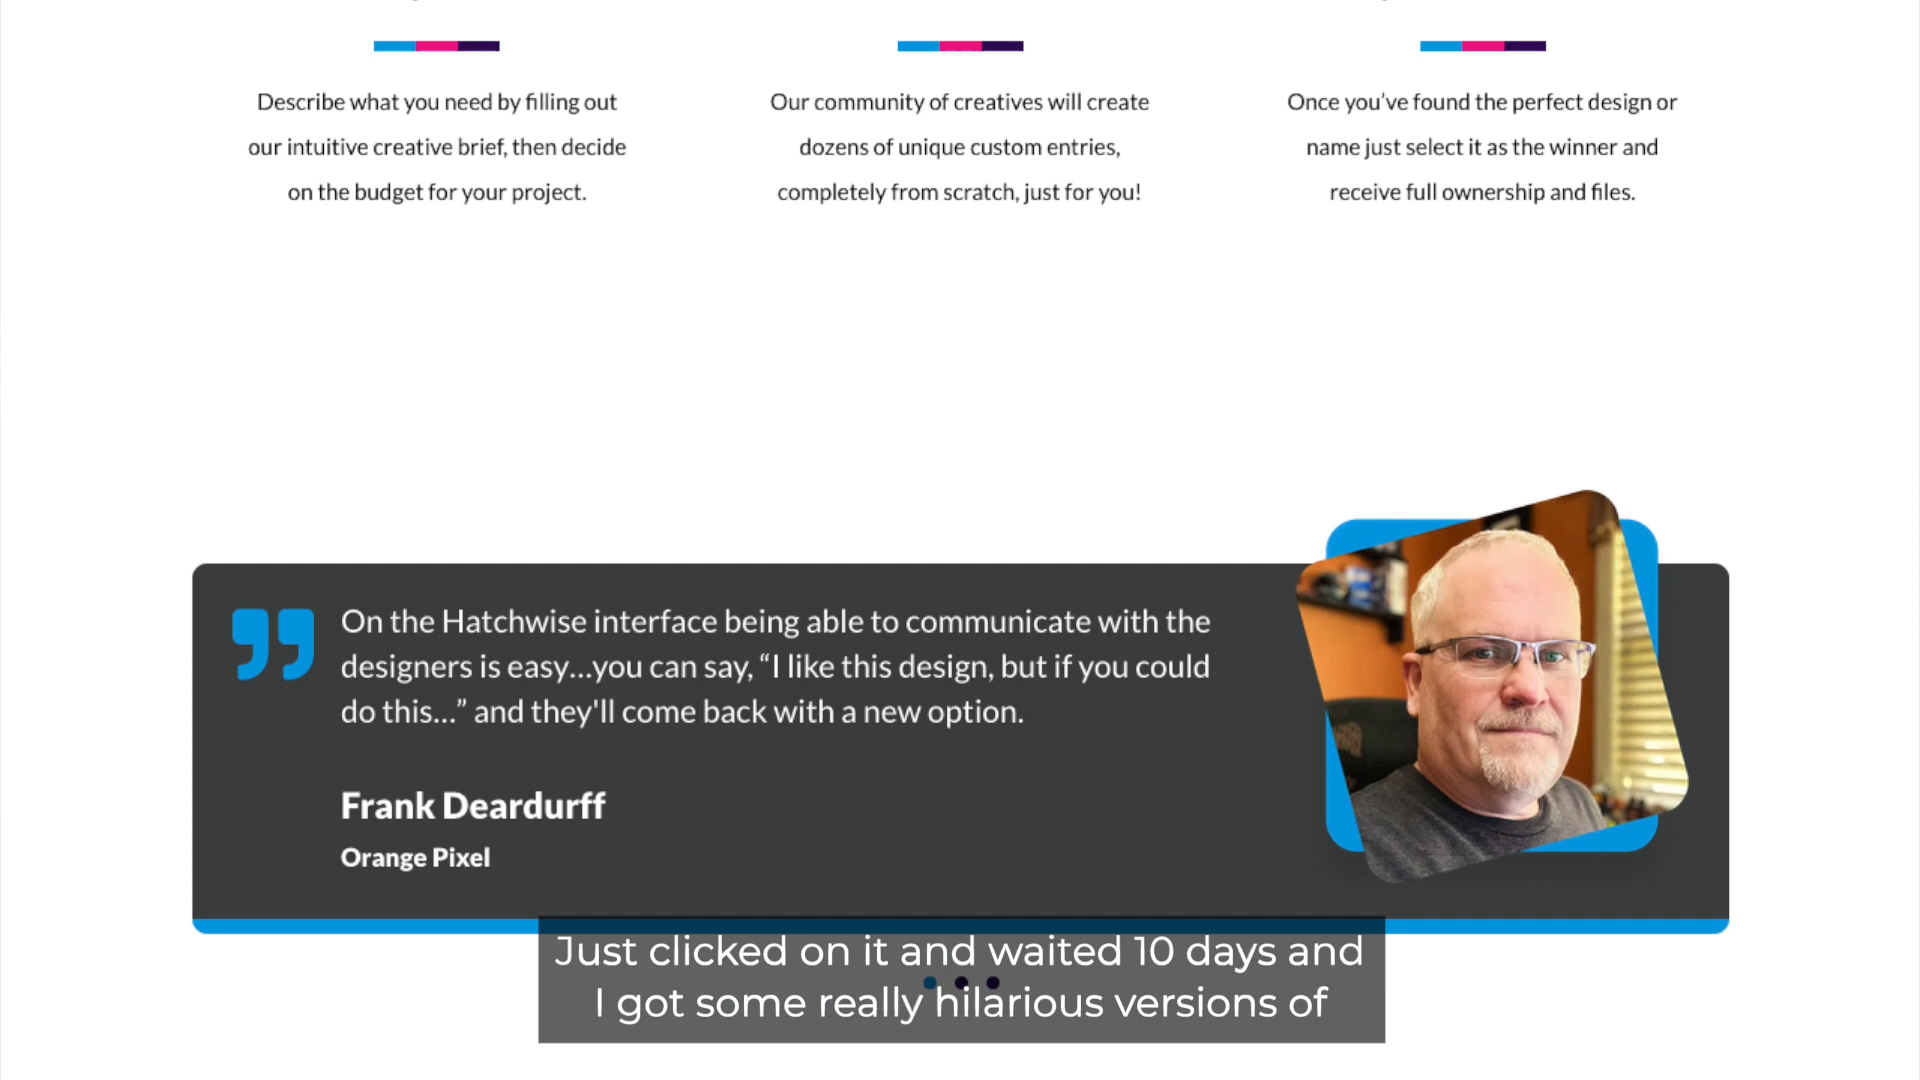 Describe what you need by filling out
our intuitive creative brief, then decide
on the budget for your project.
Our community of creatives will create
dozens of unique custom entries,
completely from scratch, just for you!
Once you’ve found the perfect design or
name just select it as the winner and
receive full ownership and files.
On the Hatchwise interface being able to communicate with the
designers is easy...you can say, “I like this design, but if you could
do this...” and they'll come back with a new option.
Frank Deardurff
Orange Pixel
Just clicked on it and waited 10 days and
I got some really hilarious versions of